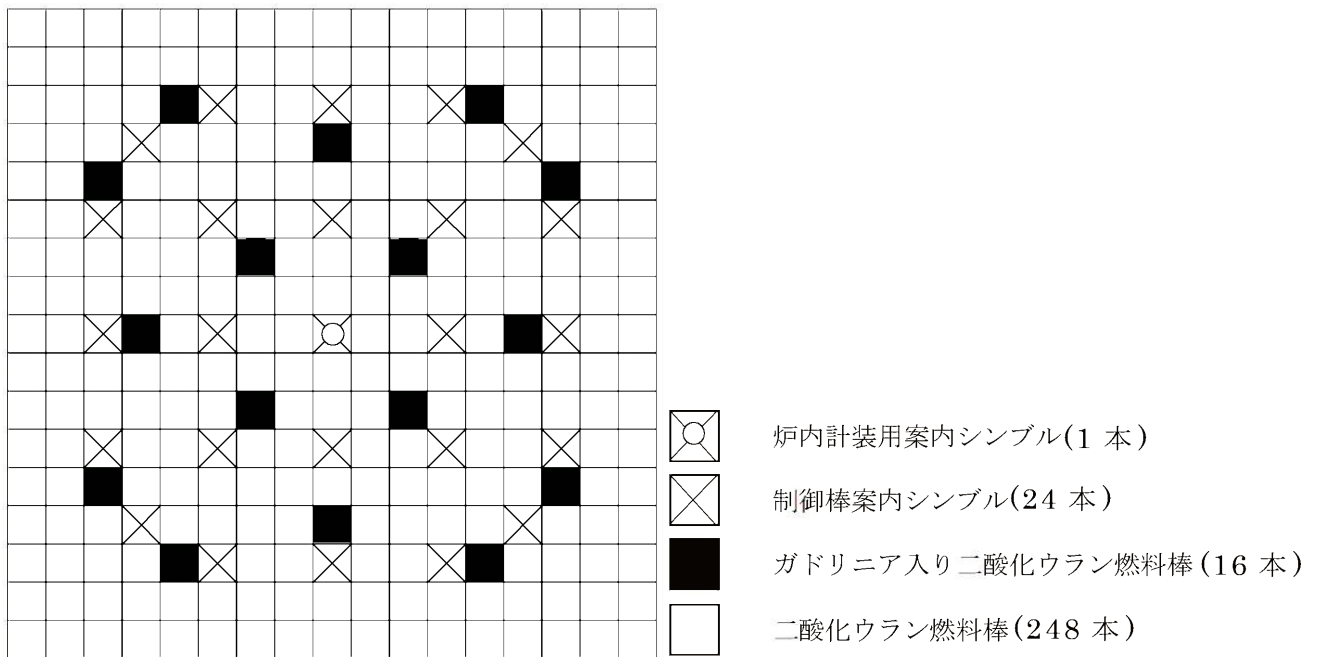 炉内計装用案内シンブル(1 本)
制御棒案内シンブル(24 本)
ガドリニア入り二酸化ウラン燃料棒(16 本)
二酸化ウラン燃料棒(248 本)